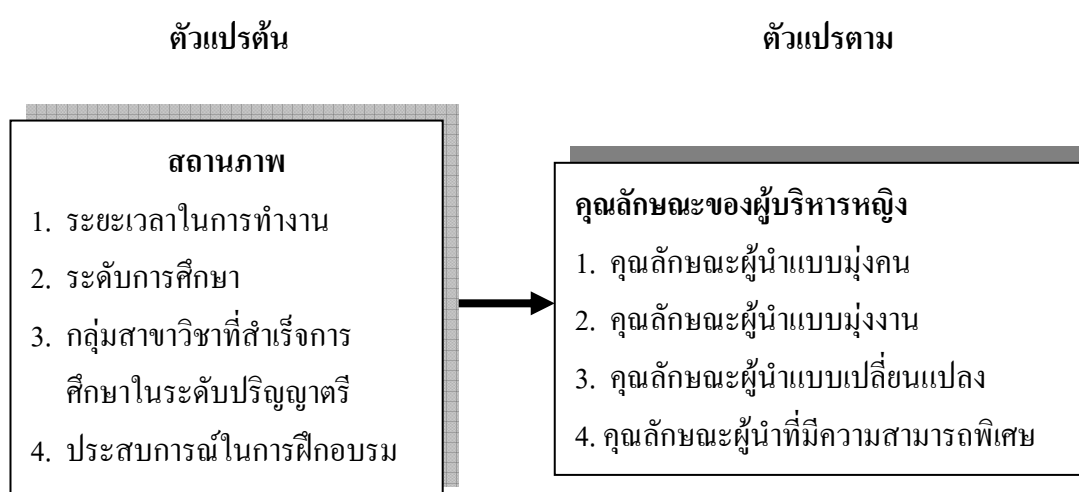 ตัวแปรต้น
ตัวแปรตาม
สถานภาพ
1. ระยะเวลาในการทำงาน
2. ระดับการศึกษา
3. กลุ่มสาขาวิชาที่สำเร็จการ
ศึกษาในระดับปริญญาตรี
4. ประสบการณ์ในการฝึกอบรม
คุณลักษณะของผู้บริหารหญิง
1. คุณลักษณะผู้นำแบบมุ่งคน
2. คุณลักษณะผู้นำแบบมุ่งงาน
3. คุณลักษณะผู้นำแบบเปลี่ยนแปลง
4. คุณลักษณะผู้นำที่มีความสามารถพิเศษ